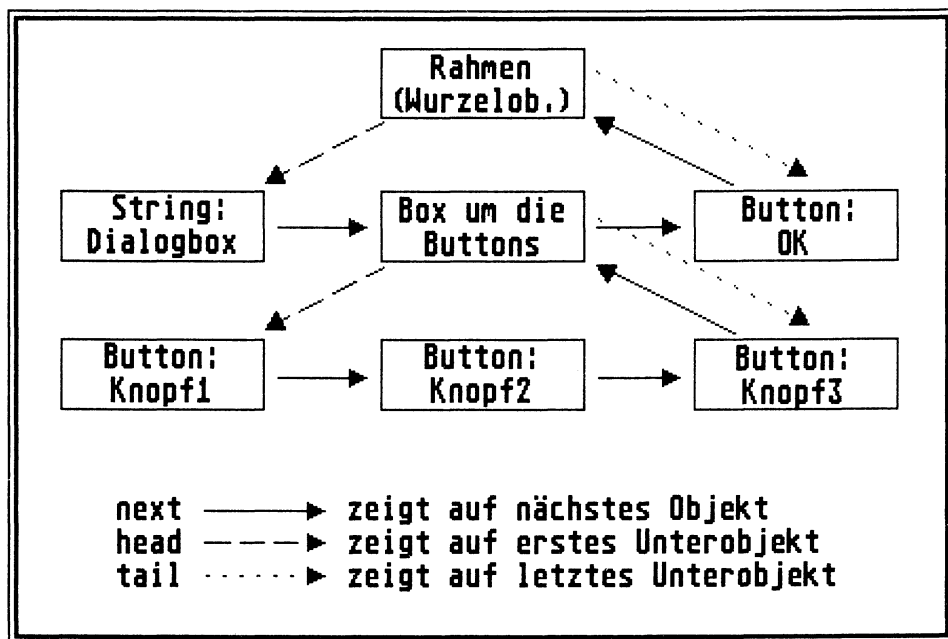 Rahmen
(Wurzelob.)
String:
Dialogbox
Box um die
Buttons
Button:
OK
Button:
Knopf1
Button:
Knopf2
Button:
Knopf3
next zeigt auf nächstes Objekt
head zeigt auf erstes Unterobjekt
tail zeigt auf letztes Unterobjekt